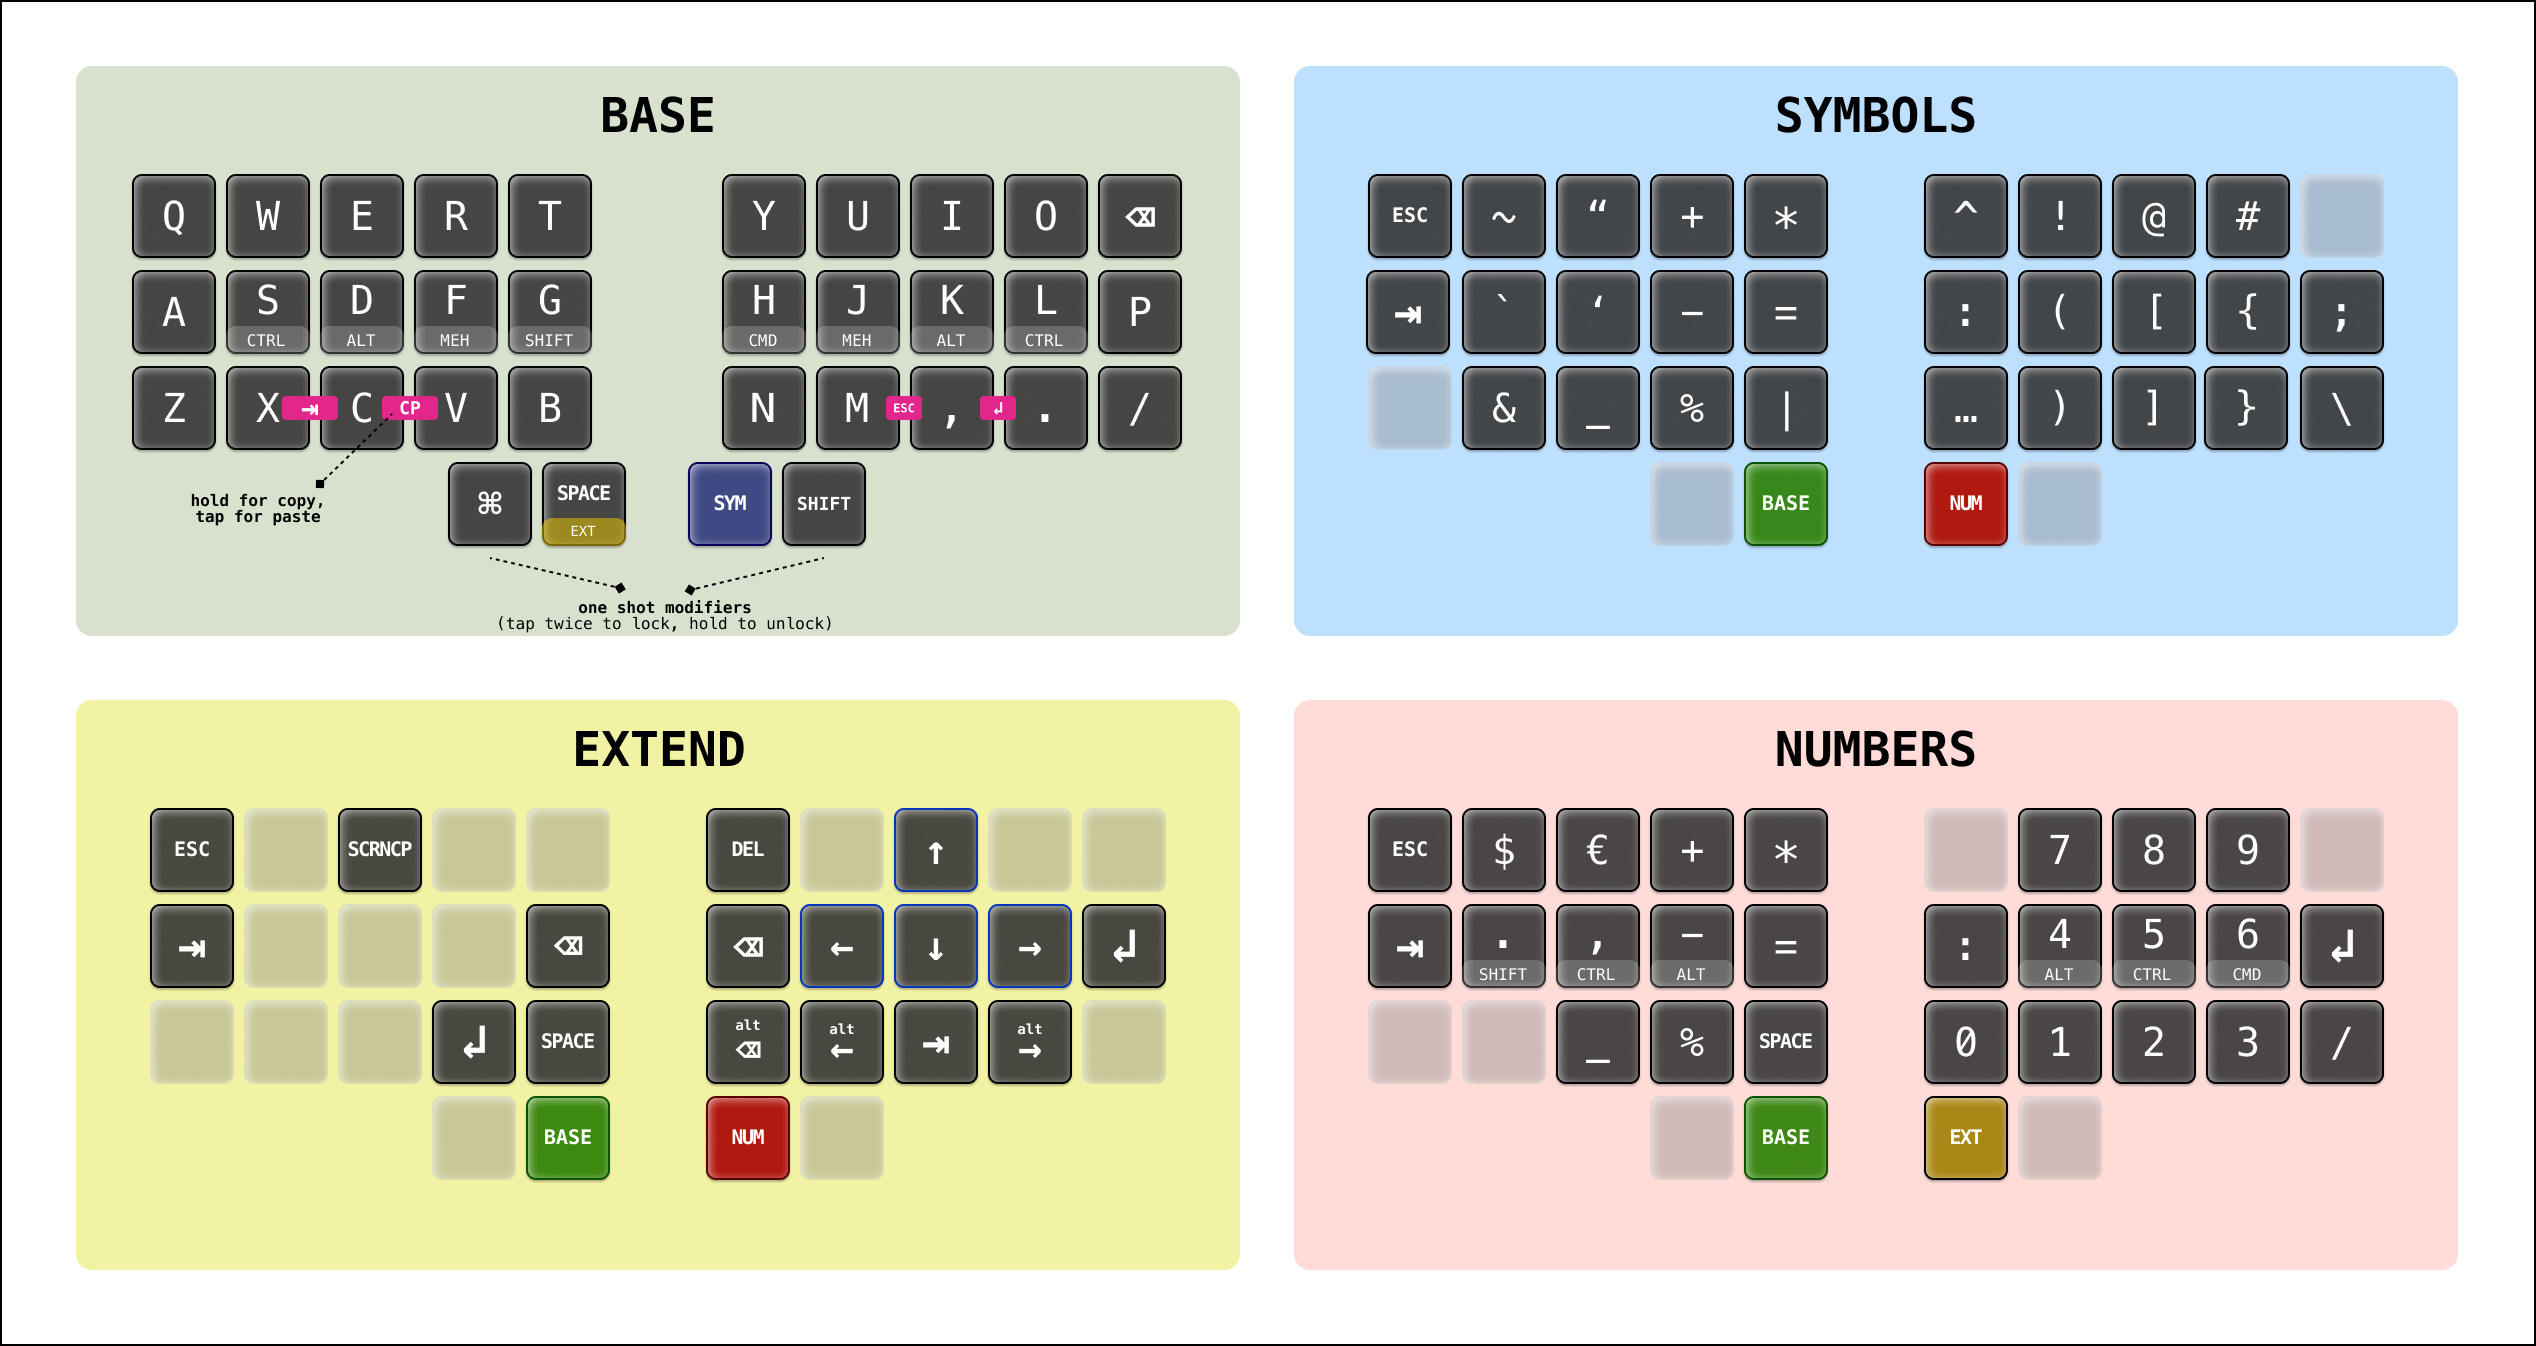 BASE
Q W E R T Y U I O ⌫
A S D F G H J K L P
CTRL ALT MEH SHIFT CMD MEH ALT CTRL
Z X ⇥ C CP V B N M ESC , ↲ . /
⌘ SPACE SYM SHIFT
EXT
hold for copy,
tap for paste
one shot modifiers
(tap twice to lock, hold to unlock)
SYMBOLS
ESC ~ “ + * ^ ! @ #
⇥ ` ‘ − = : ( [ { ;
& _ % | … ) ] } \
BASE NUM
EXTEND
ESC SCRNCP DEL ↑
⇥ ⌫ ⌫ ← ↓ → ↲
alt alt alt
↲ SPACE ⌫ ← ⇥ →
BASE NUM
NUMBERS
ESC $ € + * 7 8 9
⇥ . , − = : 4 5 6 ↲
SHIFT CTRL ALT ALT CTRL CMD
_ % SPACE 0 1 2 3 /
BASE EXT